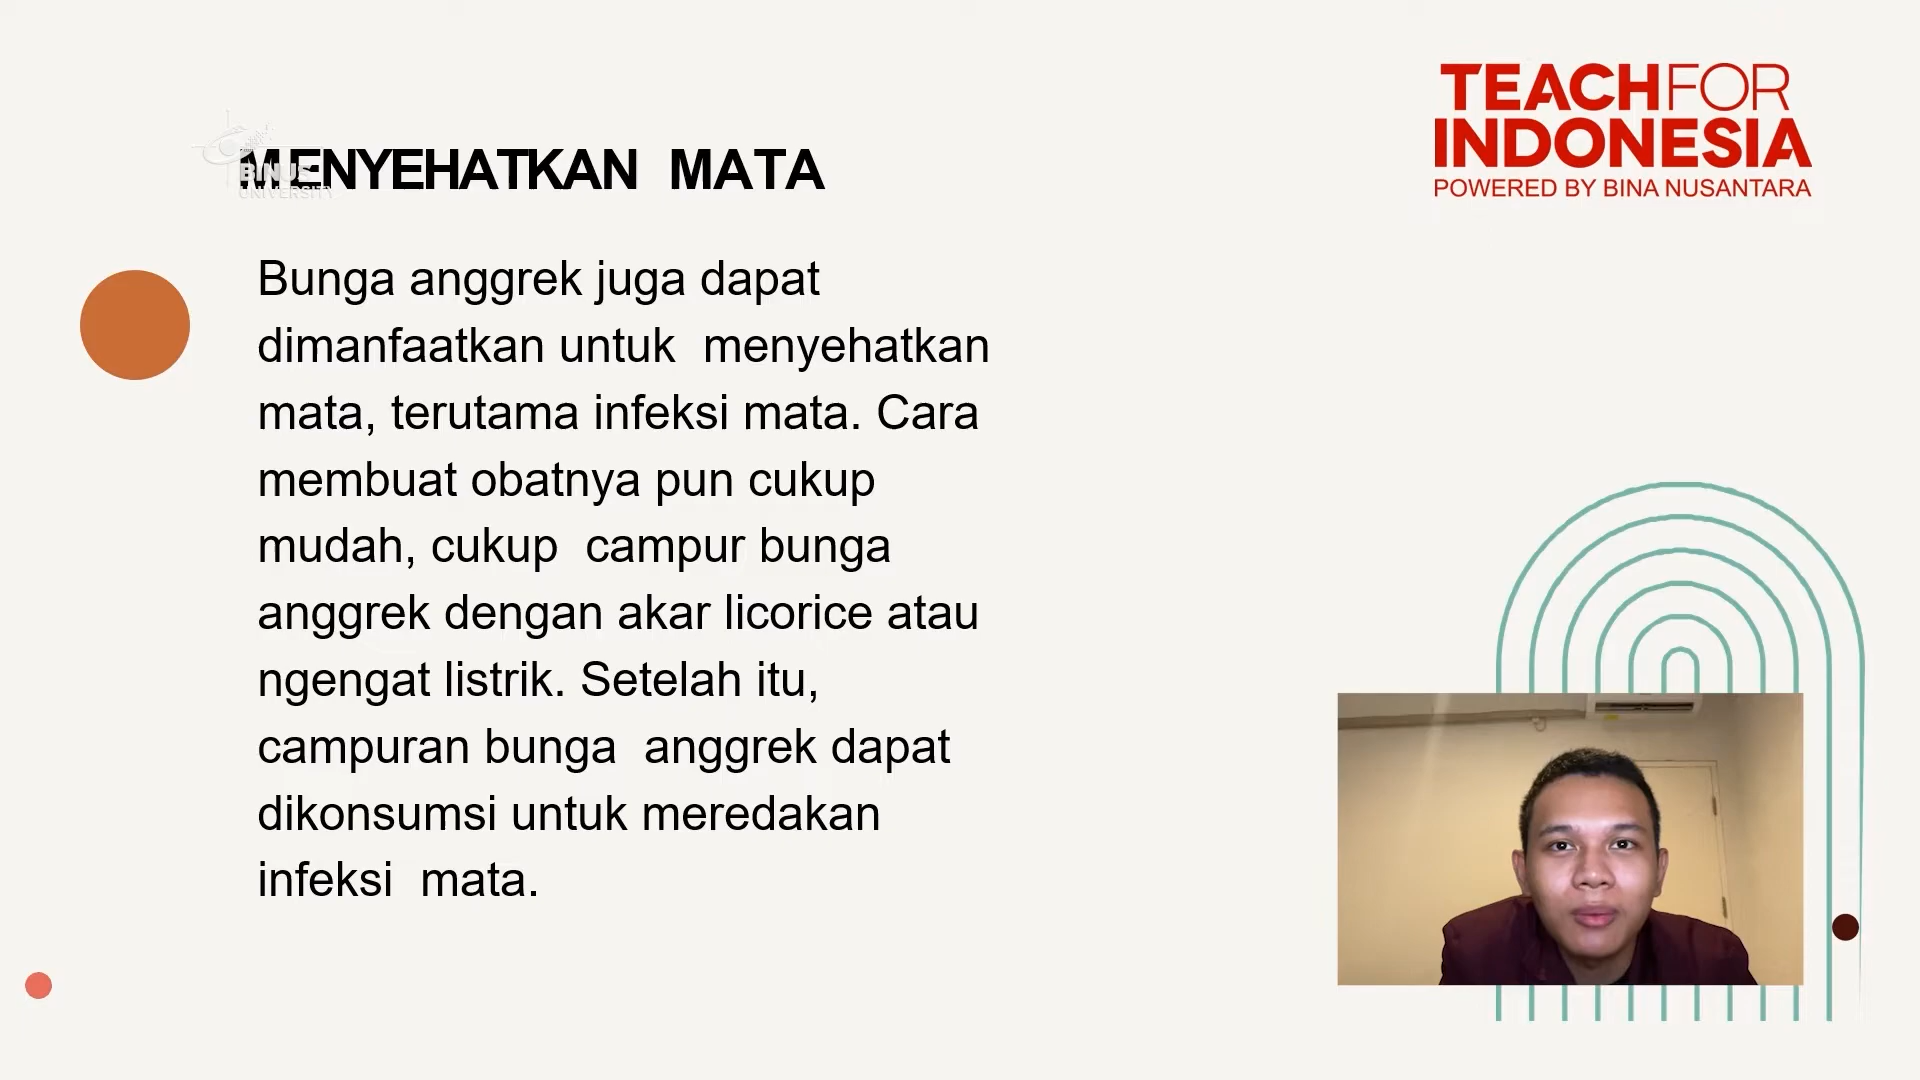 TEACHFOR
INDONESIA
POWERED BY BINA NUSANTARA
MENYEHATKAN MATA
BINUS
UNIVERSITY
Bunga anggrek juga dapat
dimanfaatkan untuk menyehatkan
mata, terutama infeksi mata. Cara
membuat obatnya pun cukup
mudah, cukup campur bunga
anggrek dengan akar licorice atau
ngengat listrik. Setelah itu,
campuran bunga anggrek dapat
dikonsumsi untuk meredakan
infeksi mata.